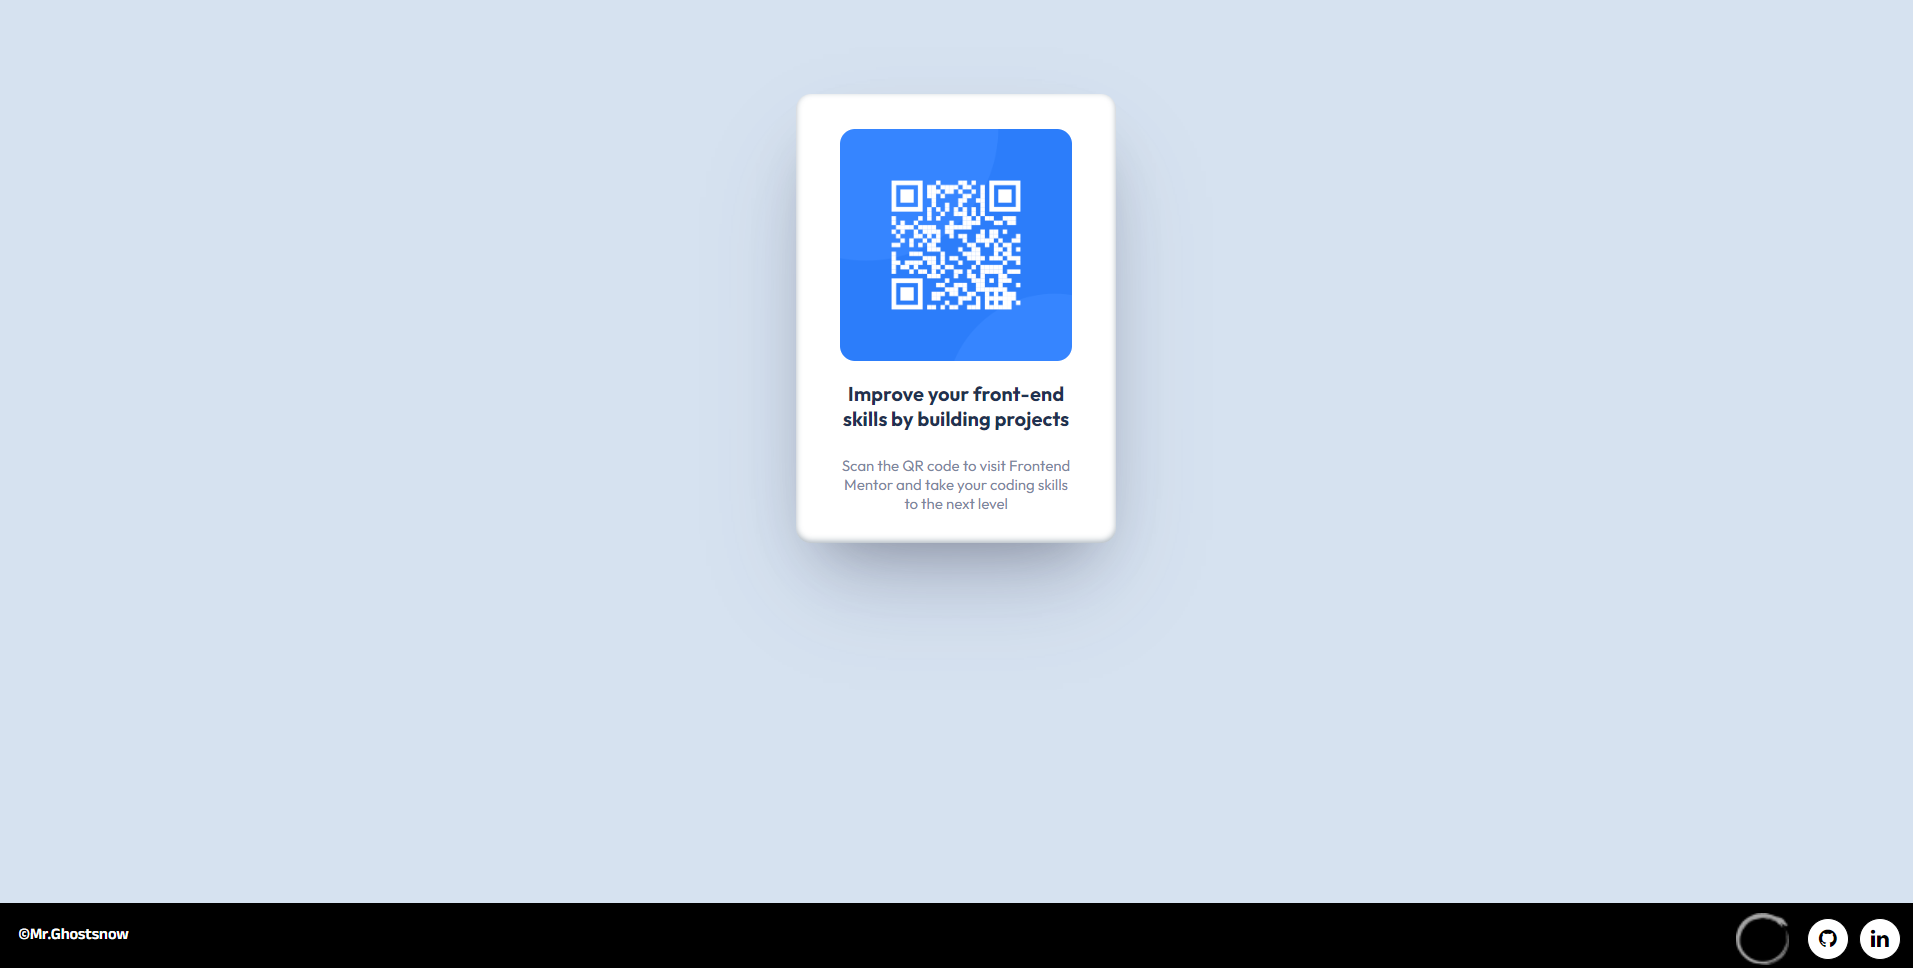 Improve your front-end
skills by building projects
Scan the QR code to visit Frontend
Mentor and take your coding skills
to the next level
©Mr.Ghostsnow
in